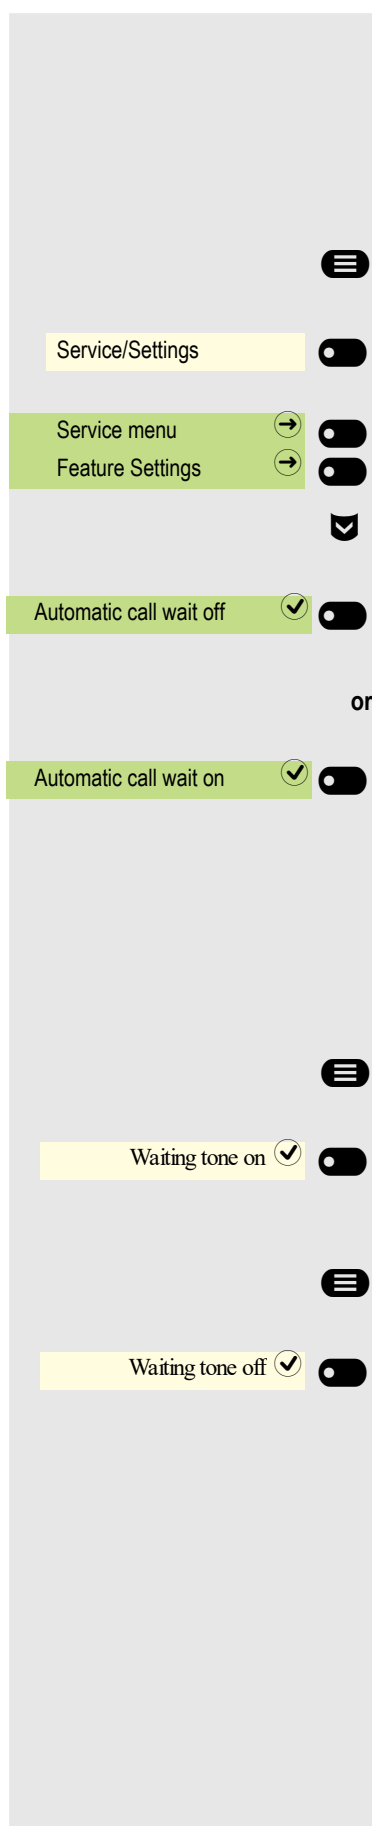 Service/Settings
Service menu
Feature Settings
Automatic call wait off
or
Automatic call wait on
Waiting tone on
Waiting tone off